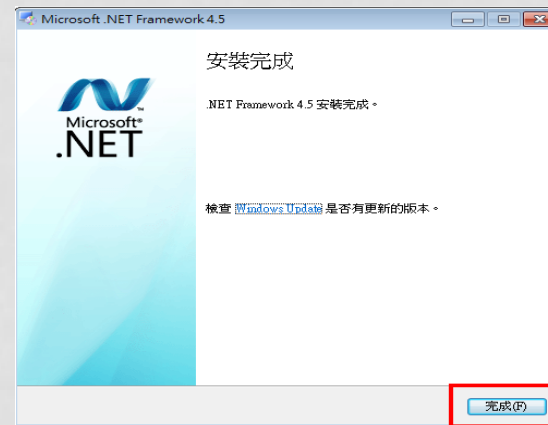 Microsoft .NET Framework 4.5
安裝完成
.NET Framework 4.5 安裝完成。
Microsoft®
.NET
檢查 Windows Update 是否有更新的版本。
完成(F)